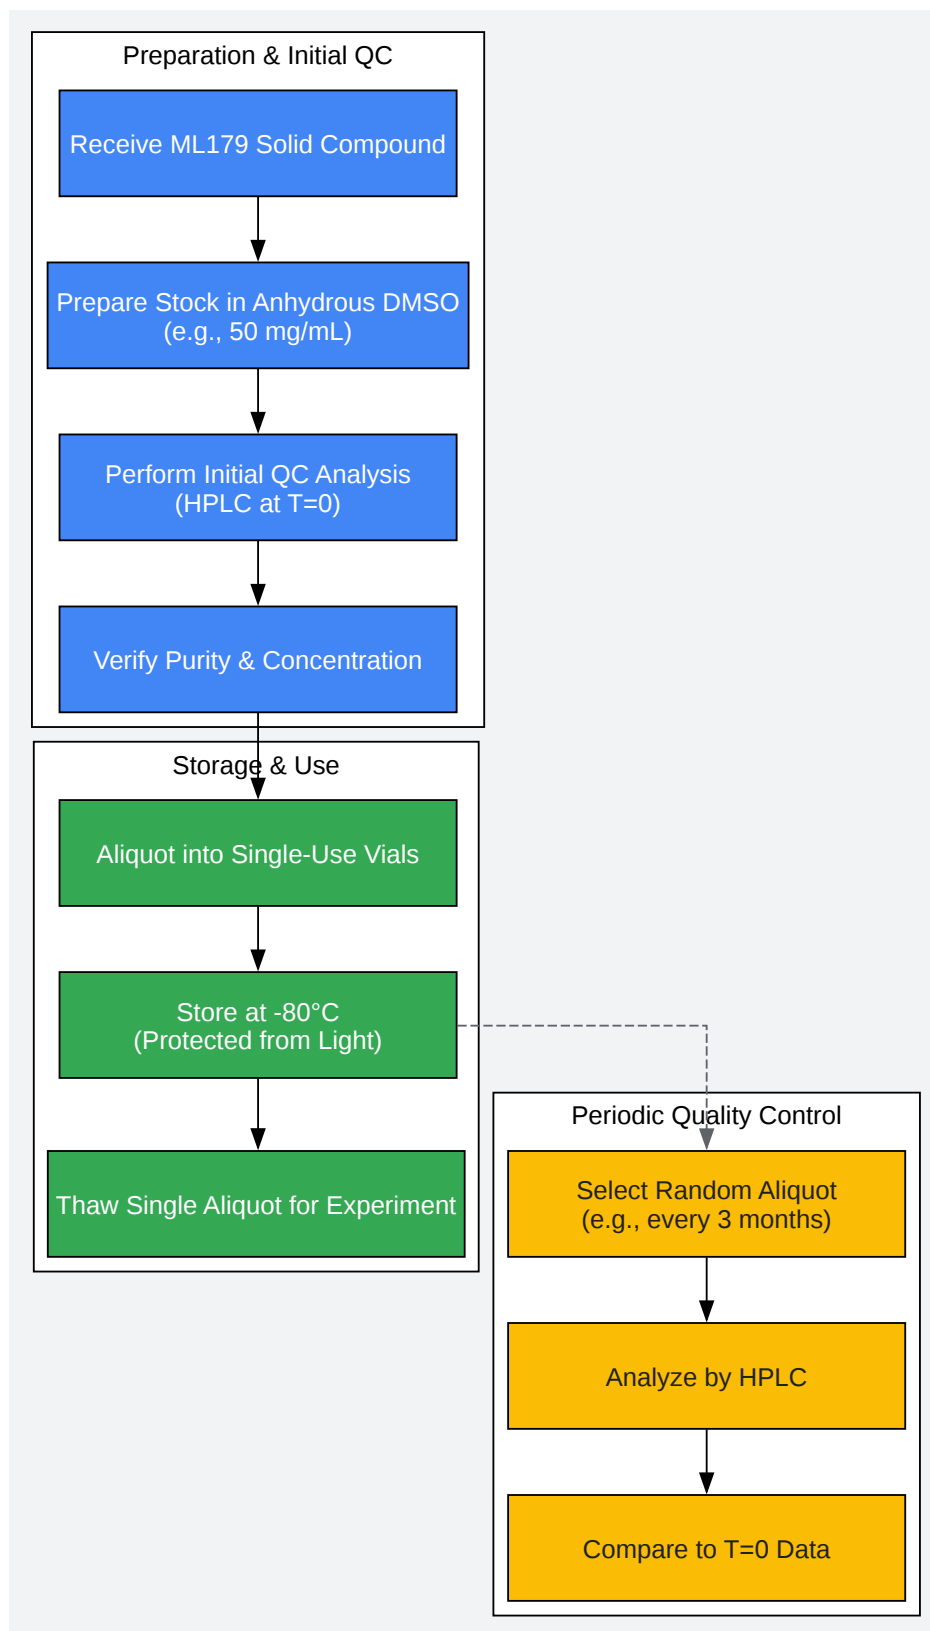 Preparation & Initial QC
Receive ML179 Solid Compound
Prepare Stock in Anhydrous DMSO
(e.g., 50 mg/mL)
Perform Initial QC Analysis
(HPLC at T=0)
Verify Purity & Concentration
Storage & Use
Aliquot into Single-Use Vials
Store at -80°C
(Protected from Light)
Thaw Single Aliquot for Experiment
Periodic Quality Control
Select Random Aliquot
(e.g., every 3 months)
Analyze by HPLC
Compare to T=0 Data